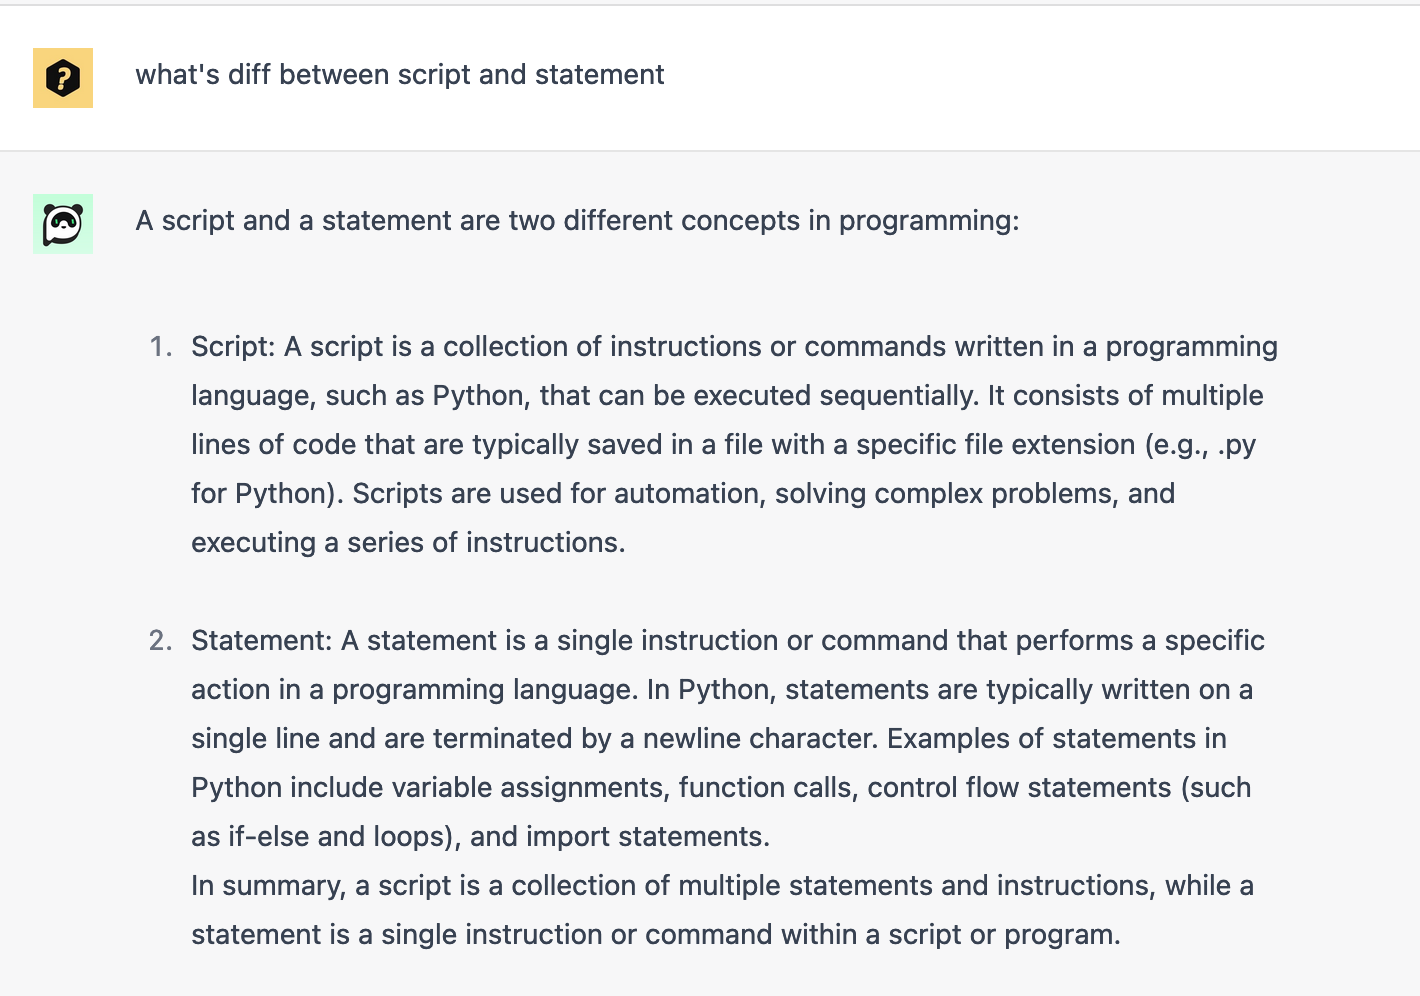 ?
what's diff between script and statement
A script and a statement are two different concepts in programming:
1. Script: A script is a collection of instructions or commands written in a programming
language, such as Python, that can be executed sequentially. It consists of multiple
lines of code that are typically saved in a file with a specific file extension (e.g., .py
for Python). Scripts are used for automation, solving complex problems, and
executing a series of instructions.
2. Statement: A statement is a single instruction or command that performs a specific
action in a programming language. In Python, statements are typically written on a
single line and are terminated by a newline character. Examples of statements in
Python include variable assignments, function calls, control flow statements (such
as if-else and loops), and import statements.
In summary, a script is a collection of multiple statements and instructions, while a
statement is a single instruction or command within a script or program.